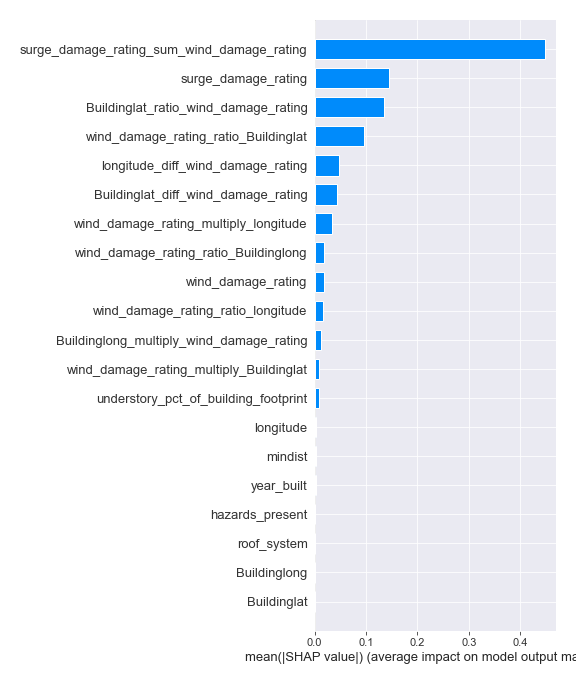 surge_damage_rating_sum_wind_damage_rating
surge_damage_rating
Buildinglat_ratio_wind_damage_rating
wind_damage_rating_ratio_Buildinglat
longitude_diff_wind_damage_rating
Buildinglat_diff_wind_damage_rating
wind_damage_rating_multiply_longitude
wind_damage_rating_ratio_Buildinglong
wind_damage_rating
wind_damage_rating_ratio_longitude
Buildinglong_multiply_wind_damage_rating
wind_damage_rating_multiply_Buildinglat
understory_pct_of_building_footprint
longitude
mindist
year_built
hazards_present
roof_system
Buildinglong
Buildinglat
0.0 0.1 0.2 0.3 0.4
mean(|SHAP value|) (average impact on model output ma